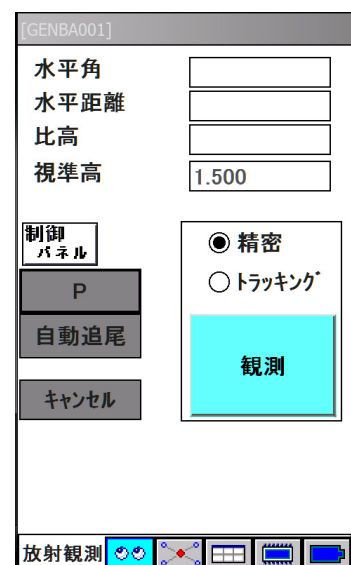 [GENBA001]
水平角
水平距離
比高
視準高 1.500
制御
パネル
精密
トラッキング
P
自動追尾
観測
キャンセル
放射観測